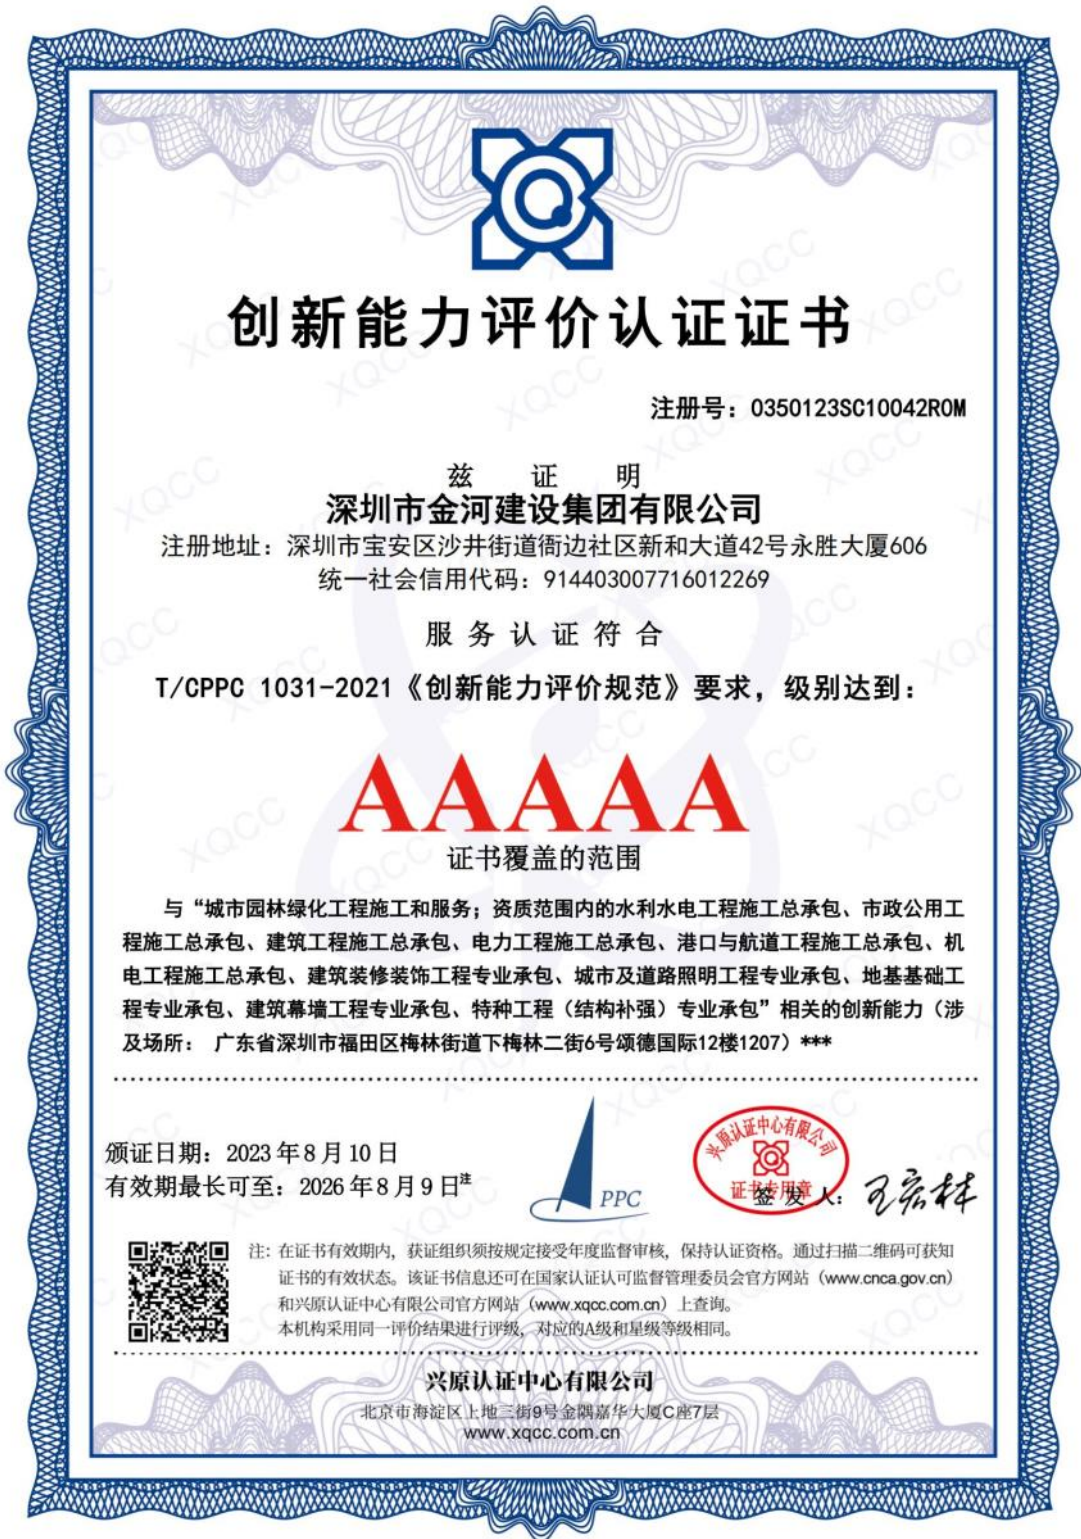 创新能力评价认证证书
注册号：0350123SC10042R0M
兹 证 明
深圳市金河建设集团有限公司
注册地址：深圳市宝安区沙井街道衙边社区新和大道42号永胜大厦606
统一社会信用代码：914403007716012269
服务认证符合
T/CPPC 1031-2021《创新能力评价规范》要求，级别达到：
AAAAA
证书覆盖的范围
与“城市园林绿化工程施工和服务；资质范围内的水利水电工程施工总承包、市政公用工
程施工总承包、建筑工程施工总承包、电力工程施工总承包、港口与航道工程施工总承包、机
电工程施工总承包、建筑装修装饰工程专业承包、城市及道路照明工程专业承包、地基基础工
程专业承包、建筑幕墙工程专业承包、特种工程（结构补强）专业承包”相关的创新能力（涉
及场所： 广东省深圳市福田区梅林街道下梅林二街6号颂德国际12楼1207）***
颁证日期：2023年8月10日
有效期最长可至：2026年8月9日注
PPC
兴原认证中心有限公司
证书专用章
签 发 人：
王宏林
注：在证书有效期内，获证组织须按规定接受年度监督审核，保持认证资格。通过扫描二维码可获知
证书的有效状态。该证书信息还可在国家认证认可监督管理委员会官方网站（www.cnca.gov.cn）
和兴原认证中心有限公司官方网站（www.xqcc.com.cn）上查询。
本机构采用同一评价结果进行评级，对应的A级和星级等级相同。
兴原认证中心有限公司
北京市海淀区上地三街9号金隅嘉华大厦C座7层
www.xqcc.com.cn